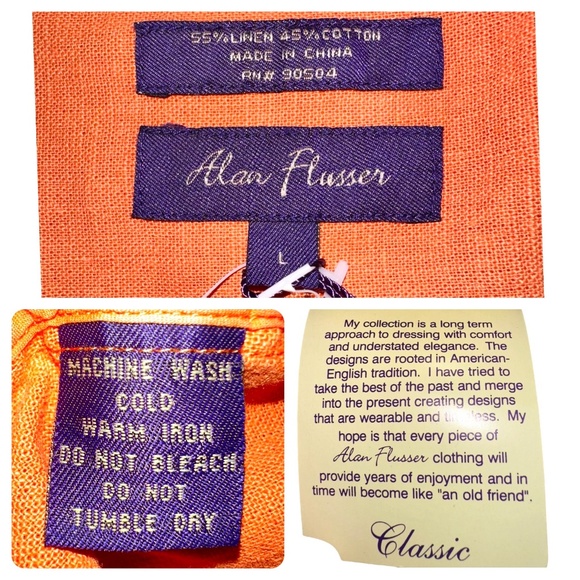 55% LINEN 45% COTTON
MADE IN CHINA
RN# 90504
Alan Flusser
L
MACHINE WASH
COLD
WARM IRON
DO NOT BLEACH
DO NOT
TUMBLE DRY
My collection is a long term
approach to dressing with comfort
and understated elegance. The
designs are rooted in American-
English tradition. I have tried to
take the best of the past and merge
into the present creating designs
that are wearable and My
hope is that every piece of
Alan Flusser clothing will
provide years of enjoyment and in
time will become like "an old friend".
Classic